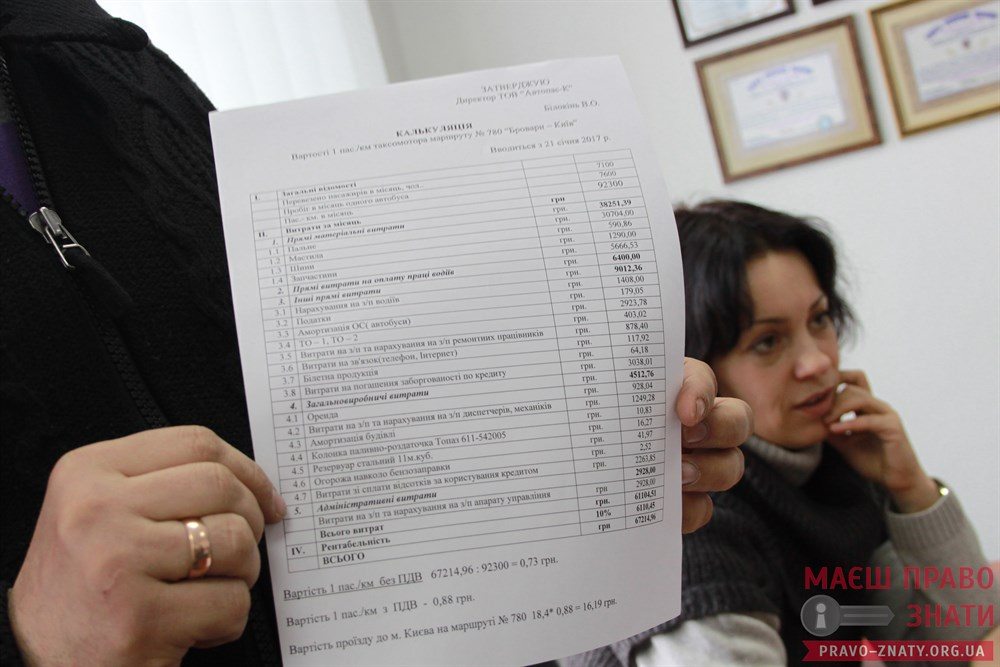 ЗАТВЕРДЖУЮ
Директор ТОВ "Автопас-К"
Білокінь В.О.
КАЛЬКУЛЯЦІЯ
Вартості 1 пас./км таксомотора маршруту № 780 "Бровари – Київ"
Вводиться з 21 січня 2017 р.
I. Загальні відомості
Перевезено пасажирів в місяць, чол.. 7100
Пробіг в місяць одного автобуса 7600
Пас.- км. в місяць 92300
II. Витрати за місяць грн
1. Прямі матеріальні витрати грн. 38251,39
1.1 Пальне грн. 30704,00
1.2 Мастила грн. 590,86
1.3 Шини грн. 1290,00
1.4 Запчастини грн. 5666,53
2. Прямі витрати на оплату праці водіїв грн. 6400,00
3. Інші прямі витрати грн. 9012,36
3.1 Нарахування на з/п водіїв грн. 1408,00
3.2 Податки грн. 179,05
3.3 Амортизація ОС( автобуси) грн. 2923,78
3.4 ТО – 1, ТО – 2 грн. 403,02
3.5 Витрати на з/п та нарахування на з/п ремонтних працівників грн. 878,40
3.6 Витрати на зв'язок(телефон, Інтернет) грн. 117,92
3.7 Білетна продукція грн. 64,18
3.8 Витрати на погашення заборгованості по кредиту грн. 3038,01
4. Загальновиробничі витрати грн. 4512,76
4.1 Оренда грн. 928,04
4.2 Витрати на з/п та нарахування на з/п диспетчерів, механіків грн. 1249,28
4.3 Амортизація будівлі грн. 10,83
4.4 Колонка паливно-роздаточка Топаз 611-542005 грн. 16,27
4.5 Резервуар стальний 11м.куб. грн. 41,97
4.6 Огорожа навколо бензозаправки грн. 2,52
4.7 Витрати зі сплати відсотків за користування кредитом грн. 2263,85
5. Адміністративні витрати грн. 2928,00
Витрати на з/п та нарахування на з/п апарату управління грн 2928,00
Всього витрат грн. 61104,51
IV. Рентабельність 10% 6110,45
ВСЬОГО грн 67214,96
Вартість 1 пас./км без ПДВ 67214,96 : 92300 = 0,73 грн.
Вартість 1 пас./км з ПДВ - 0,88 грн.
Вартість проїзду до м. Києва на маршруті № 780 18,4* 0,88 = 16,19 грн.
МАЄШ ПРАВО
ЗНАТИ
PRAVO-ZNATY.ORG.UA